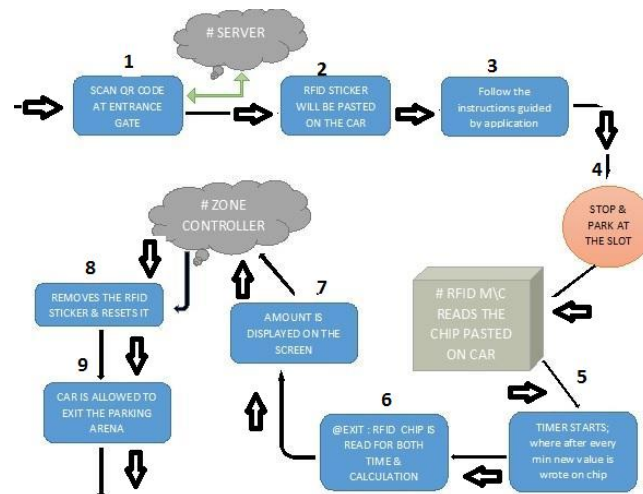 # SERVER
1
SCAN QR CODE
AT ENTRANCE
GATE
2
RFID STICKER
WILL BE PASTED
ON THE CAR
3
Follow the
instructions guided
by application
4
STOP &
PARK AT
THE SLOT
# RFID M\C
READS THE
CHIP PASTED
ON CAR
5
TIMER STARTS;
where after every
min new value is
wrote on chip
6
@EXIT : RFID CHIP IS
READ FOR BOTH
TIME &
CALCULATION
7
AMOUNT IS
DISPLAYED ON THE
SCREEN
# ZONE
CONTROLLER
8
REMOVES THE RFID
STICKER & RESETS IT
9
CAR IS ALLOWED TO
EXIT THE PARKING
ARENA